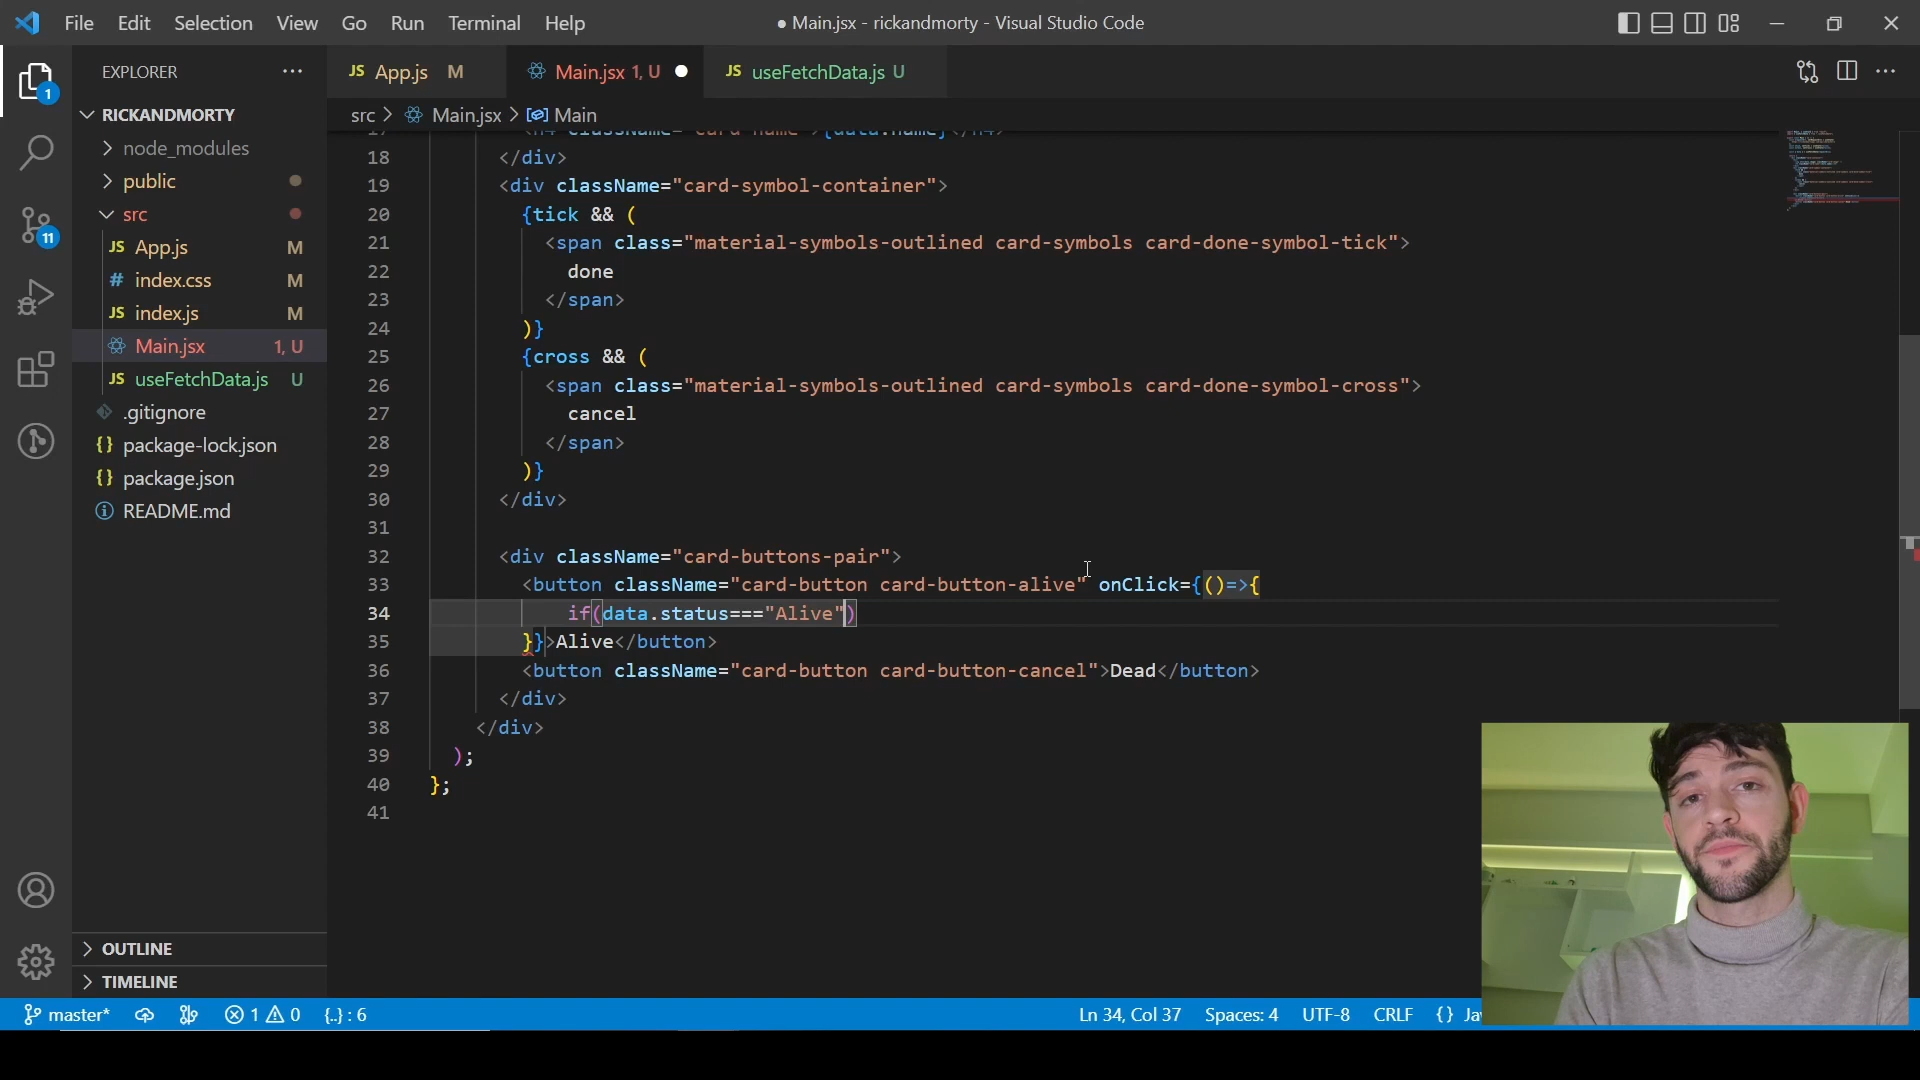 File Edit Selection View Go Run Terminal Help ● Main.jsx - rickandmorty - Visual Studio Code
EXPLORER ···
JS App.js M
Main.jsx 1, U ●
JS useFetchData.js U
RICKANDMORTY
src > Main.jsx > Main
node_modules
public
src
JS App.js M
# index.css M
JS index.js M
Main.jsx 1, U
JS useFetchData.js U
.gitignore
{} package-lock.json
{} package.json
README.md
1
11
17 <h4 className="card-name">{data.name}</h4>
18 </div>
19 <div className="card-symbol-container">
20 {tick && (
21 <span class="material-symbols-outlined card-symbols card-done-symbol-tick">
22 done
23 </span>
24 )}
25 {cross && (
26 <span class="material-symbols-outlined card-symbols card-done-symbol-cross">
27 cancel
28 </span>
29 )}
30 </div>
31
32 <div className="card-buttons-pair">
33 <button className="card-button card-button-alive" onClick={()=>{
34 if(data.status==="Alive")
35 }}>Alive</button>
36 <button className="card-button card-button-cancel">Dead</button>
37 </div>
38 </div>
39 );
40 };
41
OUTLINE
TIMELINE
master* 1 0 {..} : 6 Ln 34, Col 37 Spaces: 4 UTF-8 CRLF {}